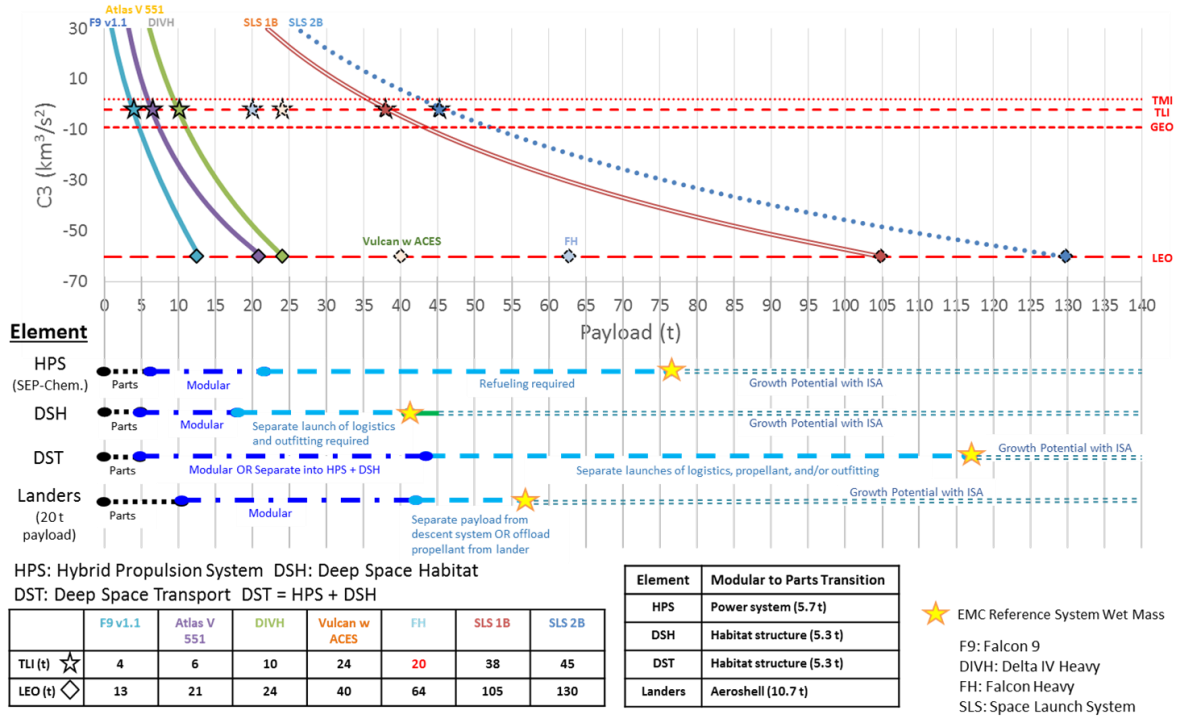 Atlas V 551
F9 v1.1
DIVH
SLS 1B
SLS 2B
30
10
-10
-30
-50
-70
C3 (km³/s⁻²)
TMI
TLI
GEO
LEO
Vulcan w ACES
FH
0 5 10 15 20 25 30 35 40 45 50 55 60 65 70 75 80 85 90 95 100 105 110 115 120 125 130 135 140
Payload (t)
Element
HPS
(SEP-Chem.)
Parts
Modular
Refueling required
Growth Potential with ISA
DSH
Parts
Modular
Separate launch of logistics
and outfitting required
Growth Potential with ISA
DST
Parts
Modular OR Separate into HPS + DSH
Separate launches of logistics, propellant, and/or outfitting
Growth Potential with ISA
Landers
(20 t
payload)
Parts
Modular
Separate payload from
descent system OR offload
propellant from lander
Growth Potential with ISA
HPS: Hybrid Propulsion System DSH: Deep Space Habitat
DST: Deep Space Transport DST = HPS + DSH
F9 v1.1 Atlas V 551 DIVH Vulcan w ACES FH SLS 1B SLS 2B
TLI (t) 4 6 10 24 20 38 45
LEO (t) 13 21 24 40 64 105 130
Element Modular to Parts Transition
HPS Power system (5.7 t)
DSH Habitat structure (5.3 t)
DST Habitat structure (5.3 t)
Landers Aeroshell (10.7 t)
EMC Reference System Wet Mass
F9: Falcon 9
DIVH: Delta IV Heavy
FH: Falcon Heavy
SLS: Space Launch System